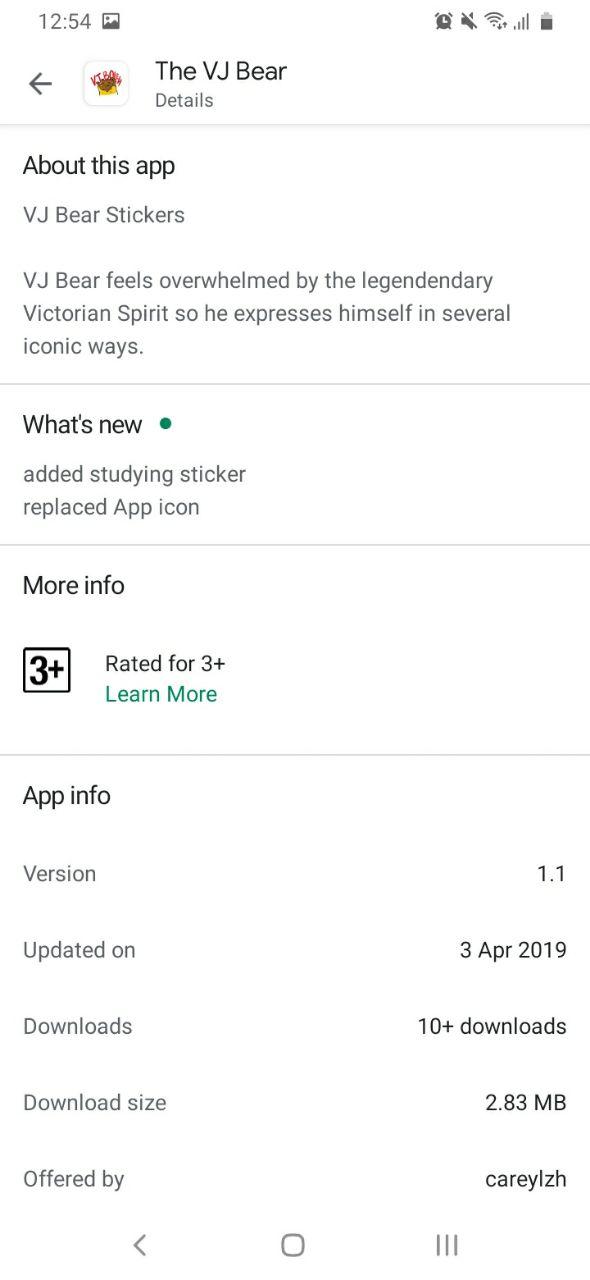 12:54
The VJ Bear
Details
About this app
VJ Bear Stickers
VJ Bear feels overwhelmed by the legendendary
Victorian Spirit so he expresses himself in several
iconic ways.
What's new
added studying sticker
replaced App icon
More info
3+ Rated for 3+
Learn More
App info
Version 1.1
Updated on 3 Apr 2019
Downloads 10+ downloads
Download size 2.83 MB
Offered by careylzh